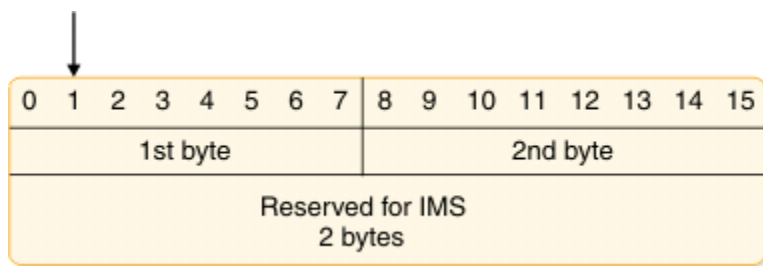 0 1 2 3 4 5 6 7 8 9 10 11 12 13 14 15
1st byte 2nd byte
Reserved for IMS
2 bytes